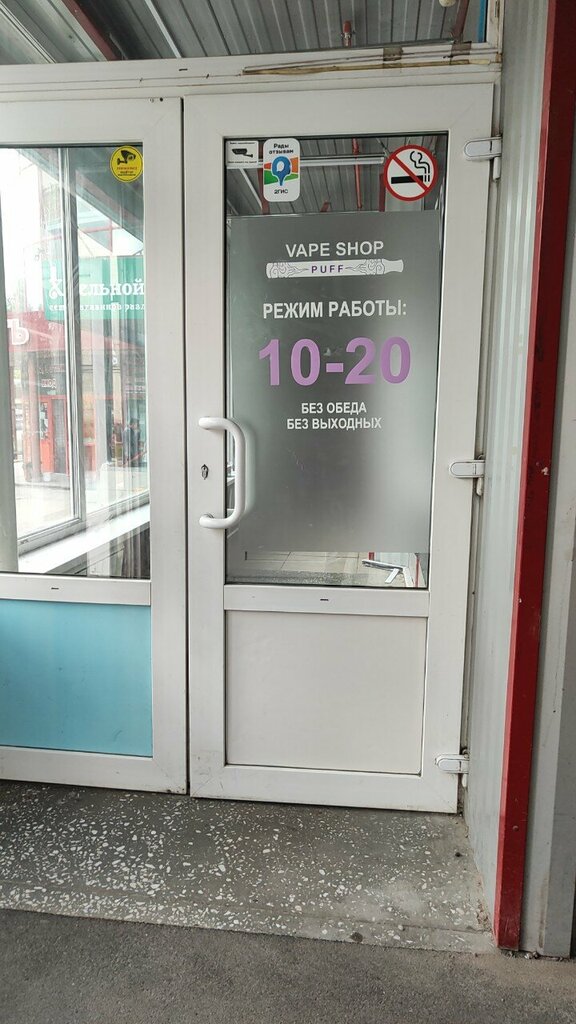 Рады
отзывам
2ГИС
VAPE SHOP
PUFF
РЕЖИМ РАБОТЫ:
10-20
БЕЗ ОБЕДА
БЕЗ ВЫХОДНЫХ